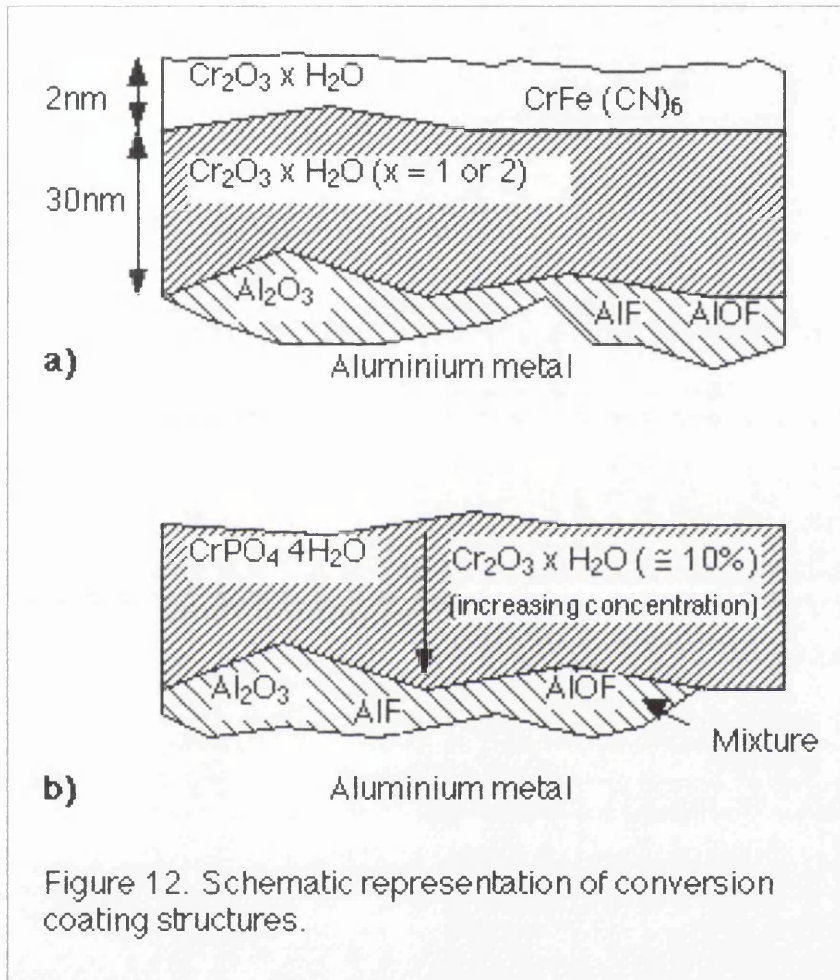 Cr₂O₃ x H₂O
2nm
CrFe (CN)₆
Cr₂O₃ x H₂O (x = 1 or 2)
30nm
Al₂O₃
AlF
AlOF
a)
Aluminium metal
CrPO₄ 4H₂O
Cr₂O₃ x H₂O ( ≅ 10%)
(increasing concentration)
Al₂O₃
AlF
AlOF
Mixture
b)
Aluminium metal
Figure 12. Schematic representation of conversion
coating structures.